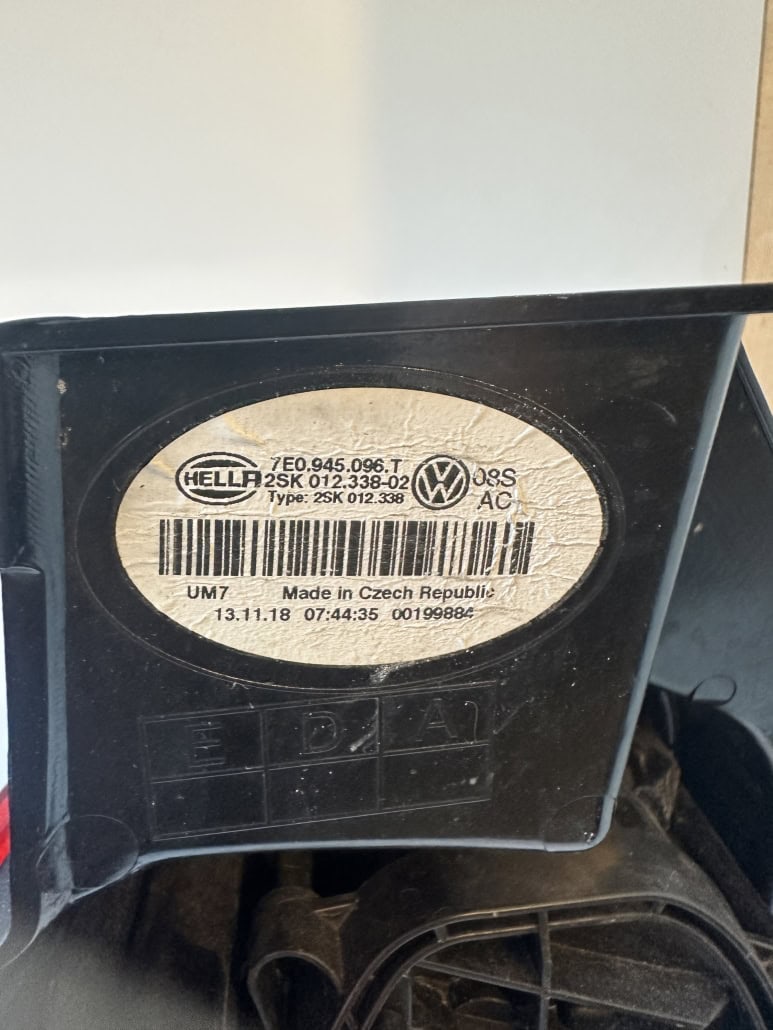 HELLA
7E0.945.096.T
2SK 012.338-02
Type: 2SK 012.338
VW
08S
AC
UM7 Made in Czech Republic
13.11.18 07:44:35 00199884
E D A